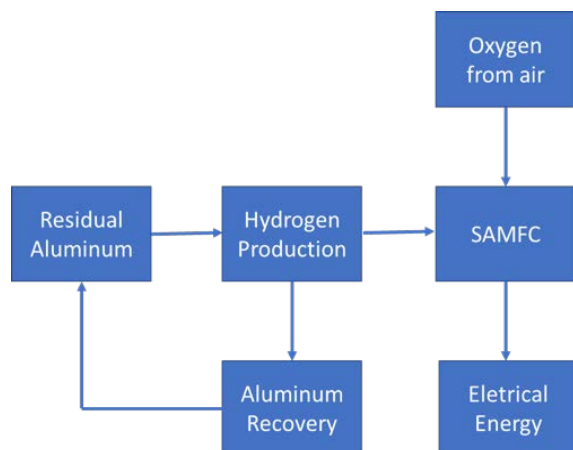 Oxygen
from air
Residual
Aluminum
Hydrogen
Production
SAMFC
Aluminum
Recovery
Eletrical
Energy